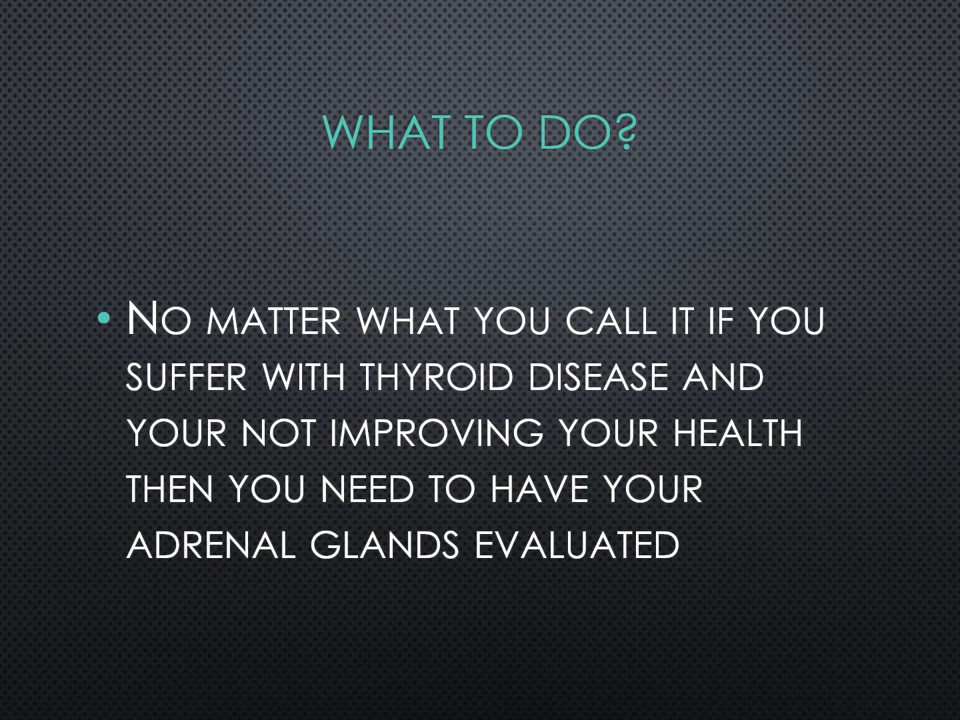 WHAT TO DO?
• NO MATTER WHAT YOU CALL IT IF YOU
SUFFER WITH THYROID DISEASE AND
YOUR NOT IMPROVING YOUR HEALTH
THEN YOU NEED TO HAVE YOUR
ADRENAL GLANDS EVALUATED